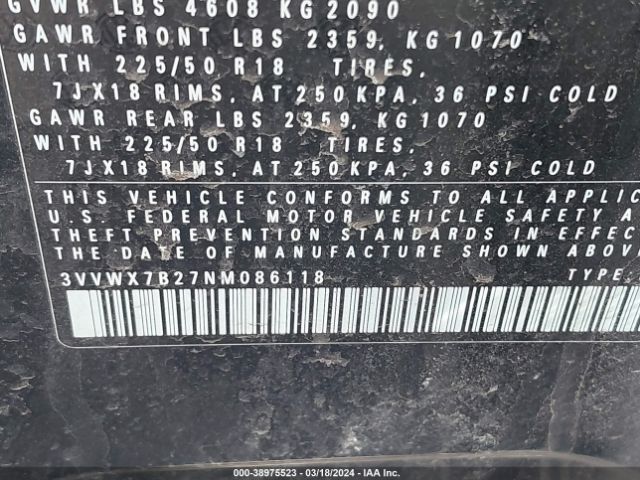 GVWR LBS 4608 KG 2090
GAWR FRONT LBS 2359, KG 1070
WITH 225/50 R18 TIRES,
7JX18 RIMS, AT 250 KPA, 36 PSI COLD
GAWR REAR LBS 2359, KG 1070
WITH 225/50 R18 TIRES,
7JX18 RIMS, AT 250 KPA, 36 PSI COLD
THIS VEHICLE CONFORMS TO ALL APPLIC
U.S. FEDERAL MOTOR VEHICLE SAFETY A
THEFT PREVENTION STANDARDS IN EFFEC
THE DATE OF MANUFACTURE SHOWN ABOV
3VVWX7B27NM086118 TYPE
000-38975523 — 03/18/2024 — IAA Inc.